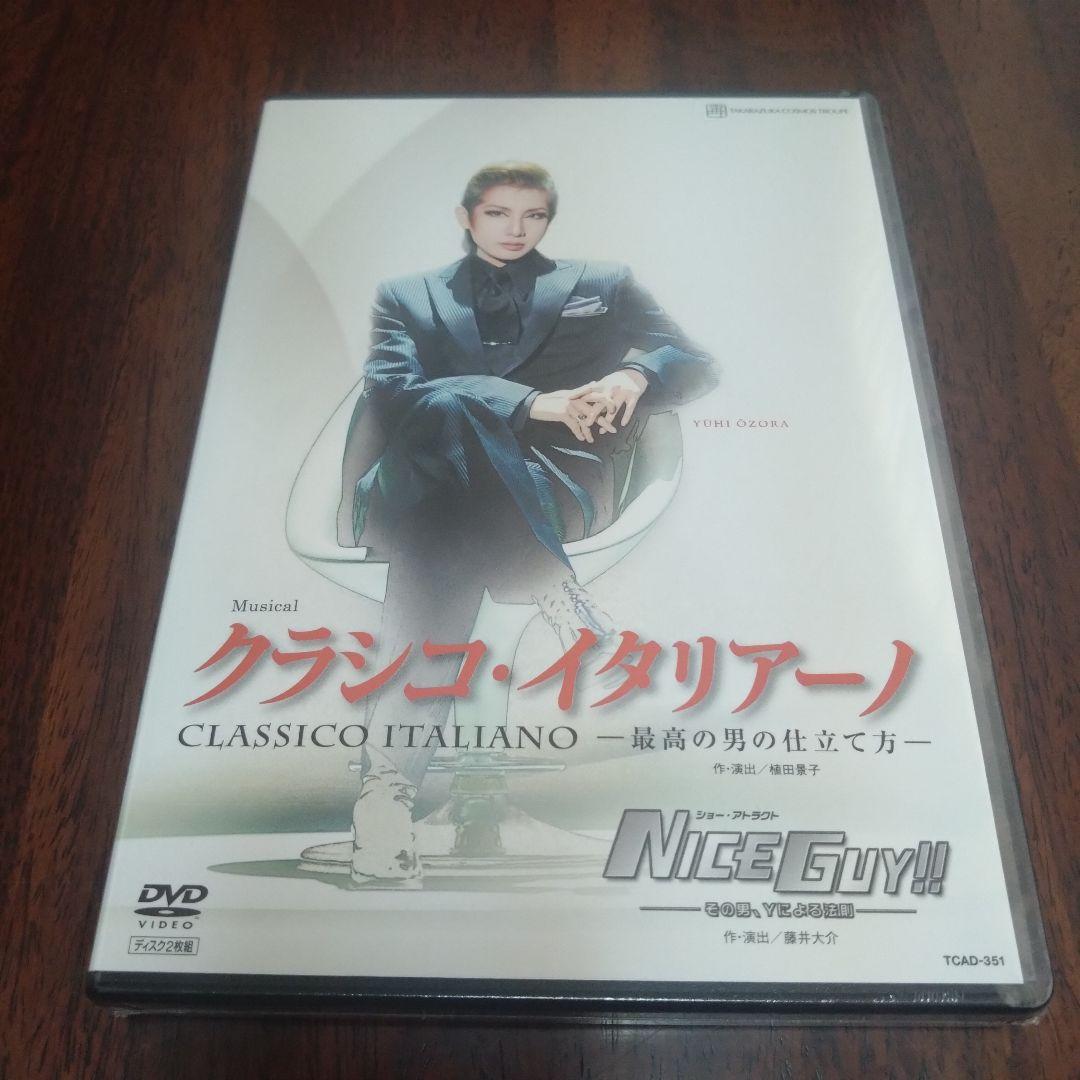 宙 TAKARAZUKA COSMOS TROUPE
YŪHI ŌZORA
Musical
クラシコ・イタリアーノ
CLASSICO ITALIANO ―最高の男の仕立て方―
作・演出／植田景子
ショー・アトラクト
NICE GUY!!
―その男、Yによる法則―
作・演出／藤井大介
DVD
VIDEO
ディスク2枚組
TCAD-351